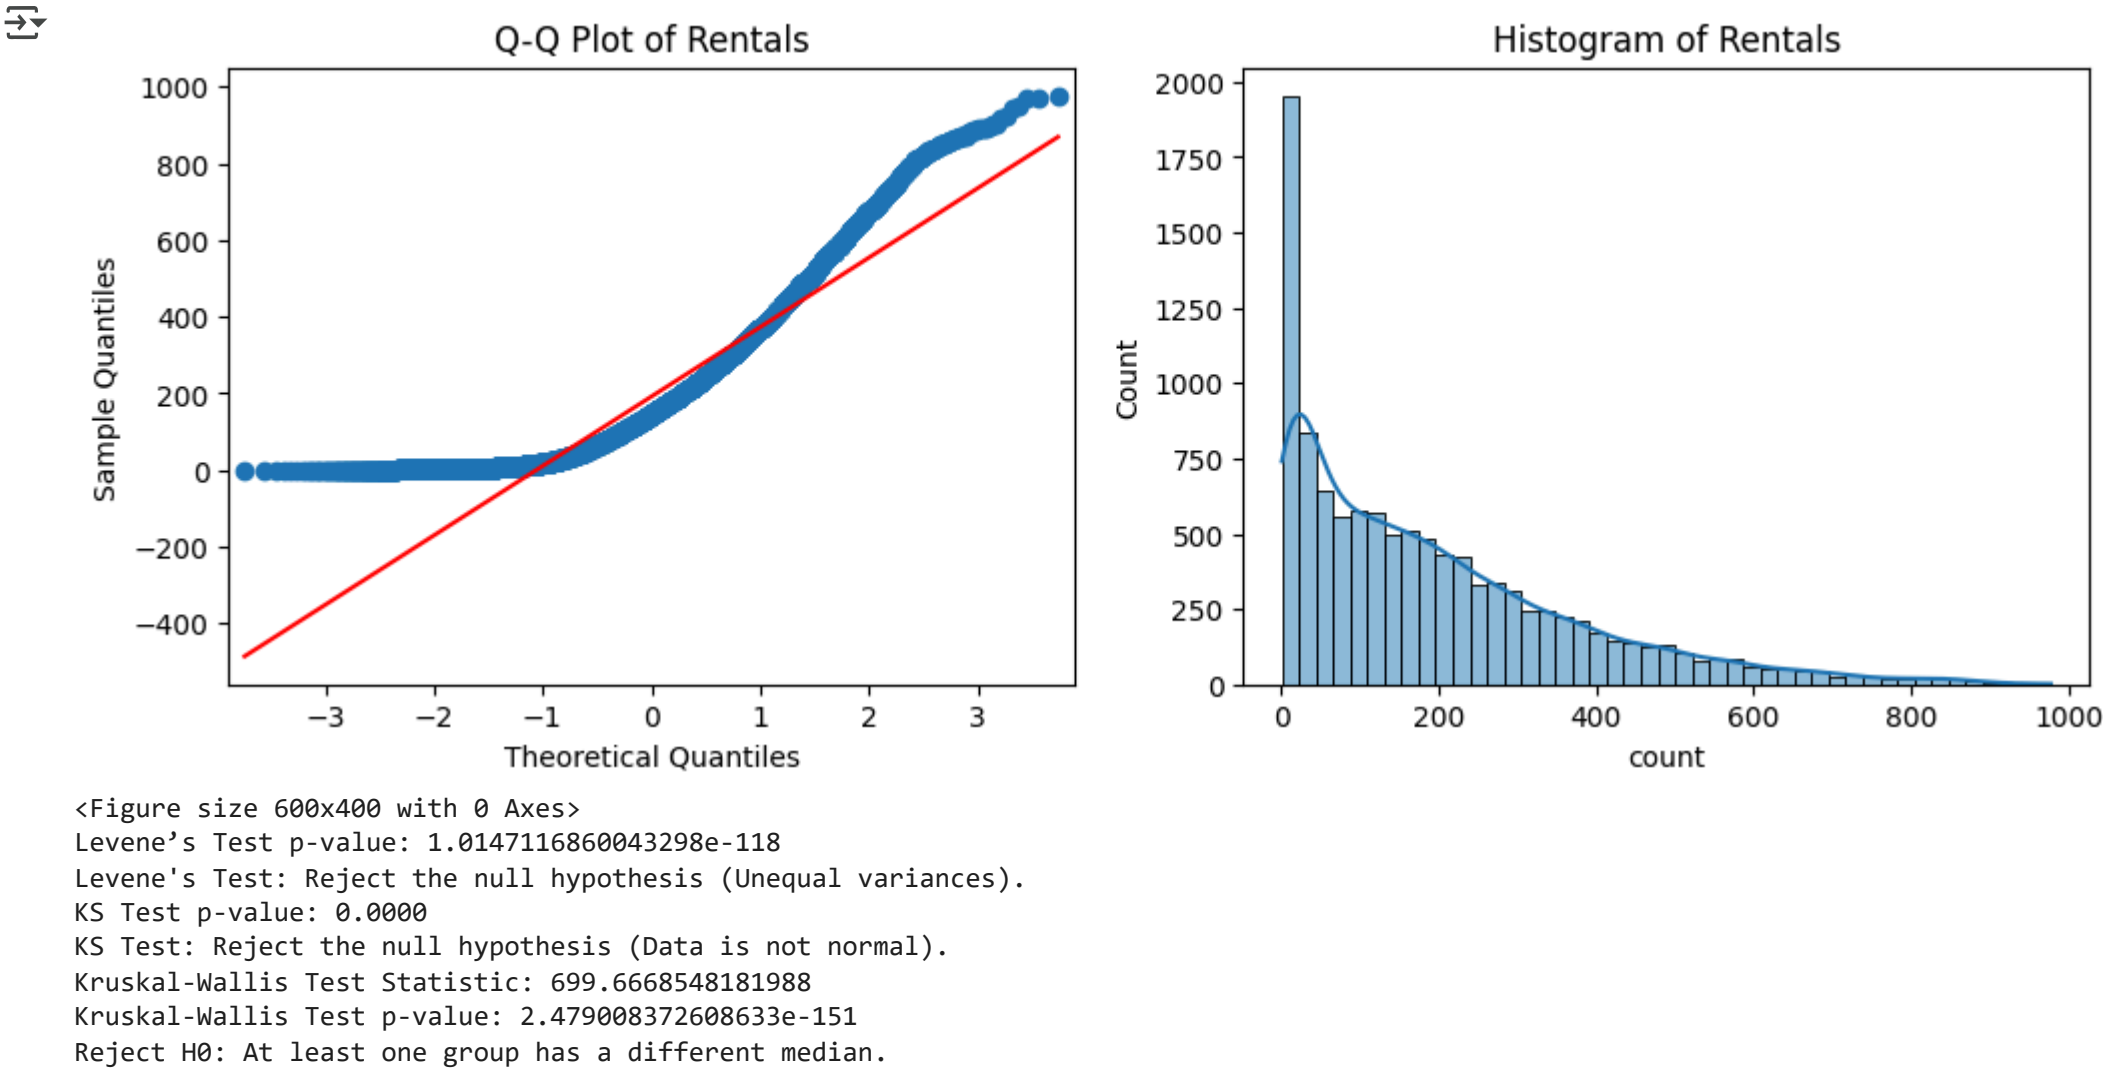 Q-Q Plot of Rentals
1000
800
600
400
200
0
−200
−400
Sample Quantiles
−3 −2 −1 0 1 2 3
Theoretical Quantiles
Histogram of Rentals
2000
1750
1500
1250
1000
750
500
250
0
Count
0 200 400 600 800 1000
count
<Figure size 600x400 with 0 Axes>
Levene’s Test p-value: 1.0147116860043298e-118
Levene's Test: Reject the null hypothesis (Unequal variances).
KS Test p-value: 0.0000
KS Test: Reject the null hypothesis (Data is not normal).
Kruskal-Wallis Test Statistic: 699.6668548181988
Kruskal-Wallis Test p-value: 2.479008372608633e-151
Reject H0: At least one group has a different median.